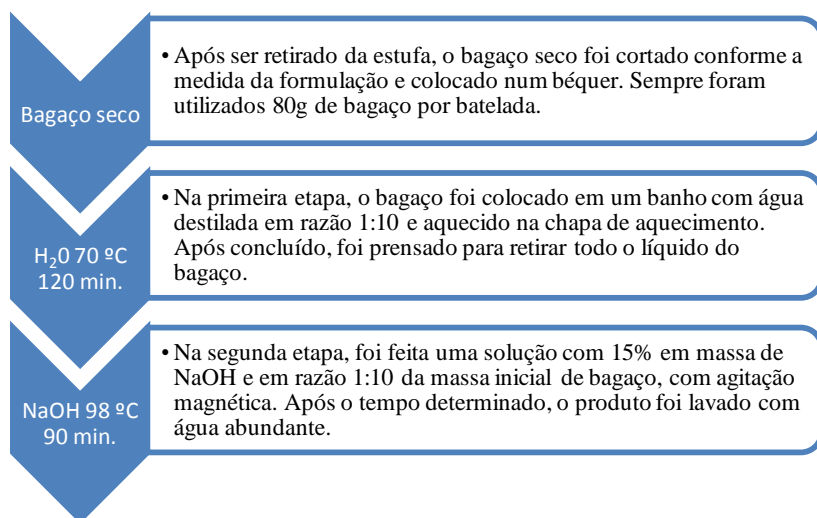 Bagaço seco
• Após ser retirado da estufa, o bagaço seco foi cortado conforme a
medida da formulação e colocado num béquer. Sempre foram
utilizados 80g de bagaço por batelada.
H₂0 70 ºC
120 min.
• Na primeira etapa, o bagaço foi colocado em um banho com água
destilada em razão 1:10 e aquecido na chapa de aquecimento.
Após concluído, foi prensado para retirar todo o líquido do
bagaço.
NaOH 98 ºC
90 min.
• Na segunda etapa, foi feita uma solução com 15% em massa de
NaOH e em razão 1:10 da massa inicial de bagaço, com agitação
magnética. Após o tempo determinado, o produto foi lavado com
água abundante.